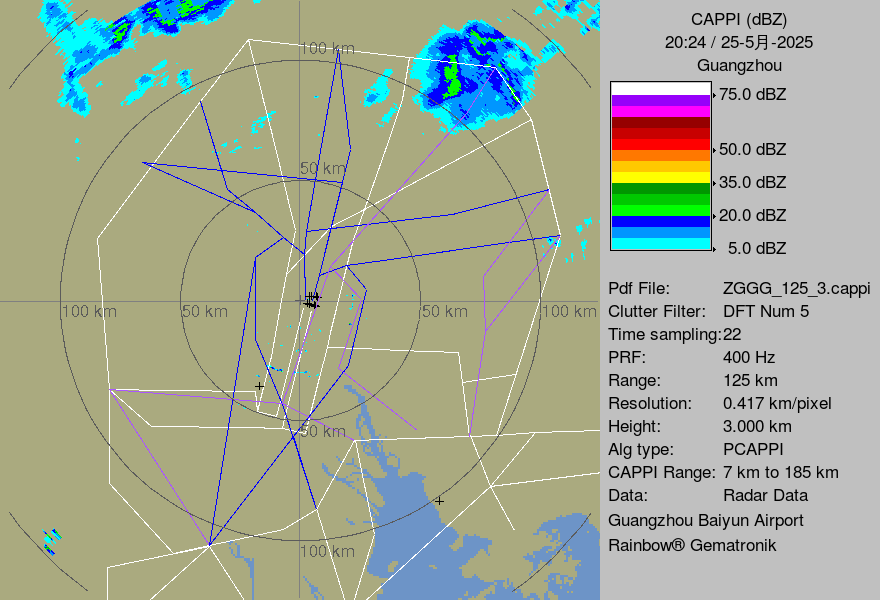 100 km
50 km
100 km
50 km
50 km
100 km
50 km
100 km
CAPPI (dBZ)
20:24 / 25-5月-2025
Guangzhou
75.0 dBZ
50.0 dBZ
35.0 dBZ
20.0 dBZ
5.0 dBZ
Pdf File: ZGGG_125_3.cappi
Clutter Filter: DFT Num 5
Time sampling:22
PRF: 400 Hz
Range: 125 km
Resolution: 0.417 km/pixel
Height: 3.000 km
Alg type: PCAPPI
CAPPI Range: 7 km to 185 km
Data: Radar Data
Guangzhou Baiyun Airport
Rainbow® Gematronik